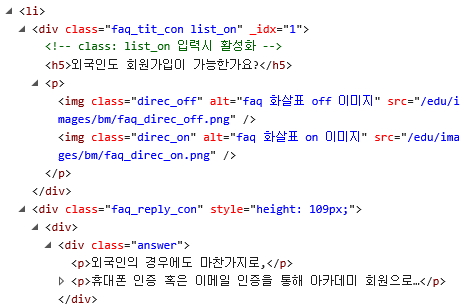 <li>
<div class="faq_tit_con list_on" _idx="1">
<!-- class: list_on 입력시 활성화 -->
<h5>외국인도 회원가입이 가능한가요?</h5>
<p>
<img class="direc_off" alt="faq 화살표 off 이미지" src="/edu/i
mages/bm/faq_direc_off.png" />
<img class="direc_on" alt="faq 화살표 on 이미지" src="/edu/ima
ges/bm/faq_direc_on.png" />
</p>
</div>
<div class="faq_reply_con" style="height: 109px;">
<div>
<div class="answer">
<p>외국인의 경우에도 마찬가지로,</p>
<p>휴대폰 인증 혹은 이메일 인증을 통해 아카데미 회원으로…</p>
</div>